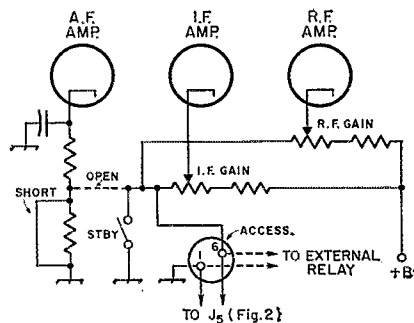 A.F. AMP.
I.F. AMP.
R.F. AMP.
R.F. GAIN
OPEN
I.F. GAIN
SHORT
STBY
ACCESS.
6
1
TO EXTERNAL RELAY
+B
TO J5 (Fig.2)